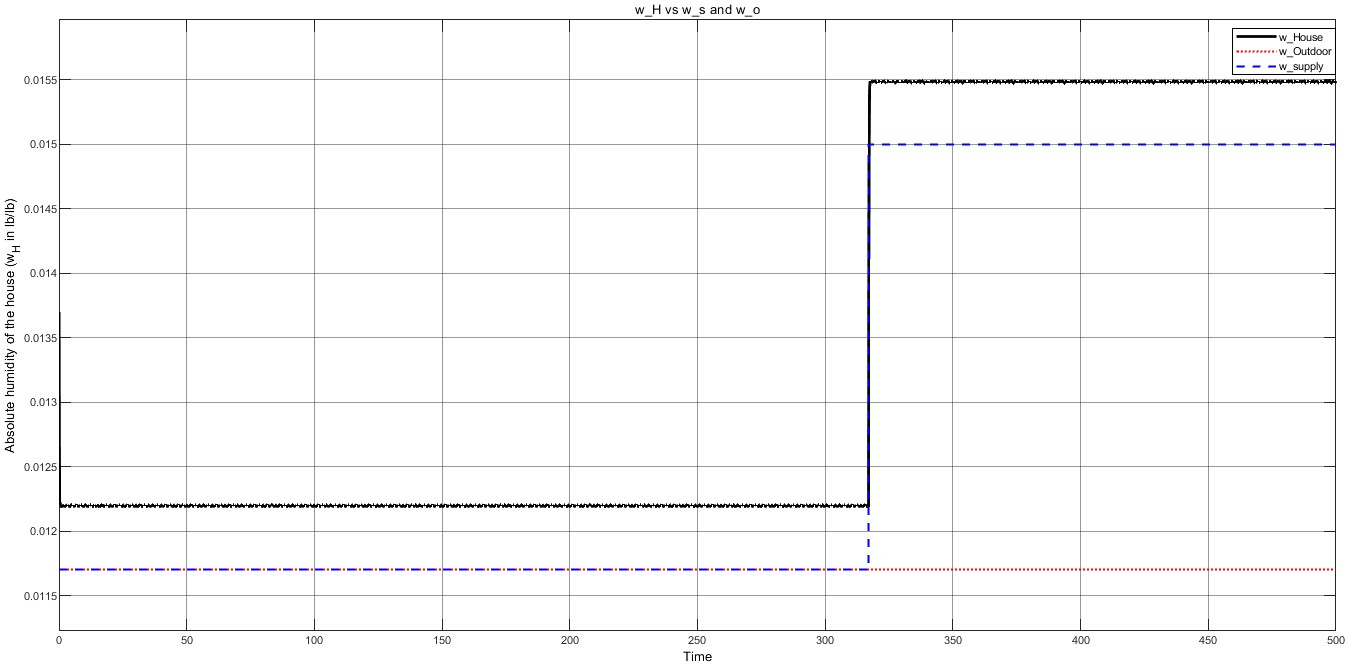 w_H vs w_s and w_o
w_House
w_Outdoor
w_supply
Absolute humidity of the house (w_H in lb/lb)
0.0155
0.015
0.0145
0.014
0.0135
0.013
0.0125
0.012
0.0115
0 50 100 150 200 250 300 350 400 450 500
Time